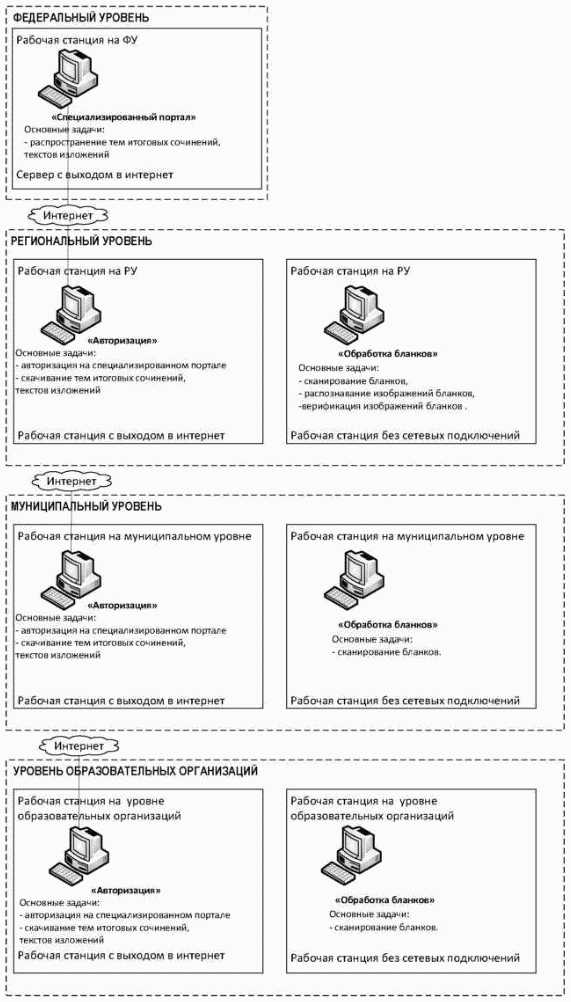 ФЕДЕРАЛЬНЫЙ УРОВЕНЬ
Рабочая станция на ФУ
«Специализированный портал»
Основные задачи:
- распространение тем итоговых сочинений,
текстов изложений
Сервер с выходом в интернет
Интернет
РЕГИОНАЛЬНЫЙ УРОВЕНЬ
Рабочая станция на РУ
«Авторизация»
Основные задачи:
- авторизация на специализированном портале
- скачивание тем итоговых сочинений,
текстов изложений
Рабочая станция с выходом в интернет
Рабочая станция на РУ
«Обработка бланков»
Основные задачи:
- сканирование бланков,
- распознавание изображений бланков,
-верификация изображений бланков .
Рабочая станция без сетевых подключений
Интернет
МУНИЦИПАЛЬНЫЙ УРОВЕНЬ
Рабочая станция на муниципальном уровне
«Авторизация»
Основные задачи:
- авторизация на специализированном портале
- скачивание тем итоговых сочинений,
текстов изложений
Рабочая станция с выходом в интернет
Рабочая станция на муниципальном уровне
«Обработка бланков»
Основные задачи:
- сканирование бланков.
Рабочая станция без сетевых подключений
Интернет
УРОВЕНЬ ОБРАЗОВАТЕЛЬНЫХ ОРГАНИЗАЦИЙ
Рабочая станция на уровне
образовательных организаций
«Авторизация»
Основные задачи:
- авторизация на специализированном портале
- скачивание тем итоговых сочинений,
текстов изложений
Рабочая станция с выходом в интернет
Рабочая станция на уровне
образовательных организаций
«Обработка бланков»
Основные задачи:
- сканирование бланков.
Рабочая станция без сетевых подключений